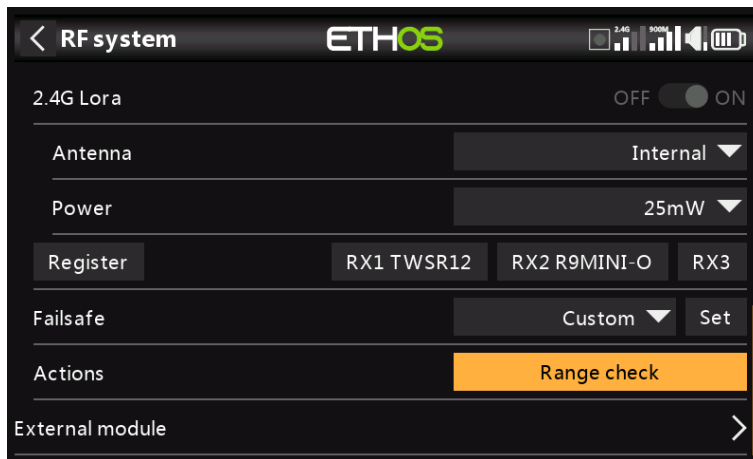 RF system ETHOS 2.4G 900M
2.4G Lora OFF ON
Antenna Internal
Power 25mW
Register RX1 TWSR12 RX2 R9MINI-O RX3
Failsafe Custom Set
Actions Range check
External module